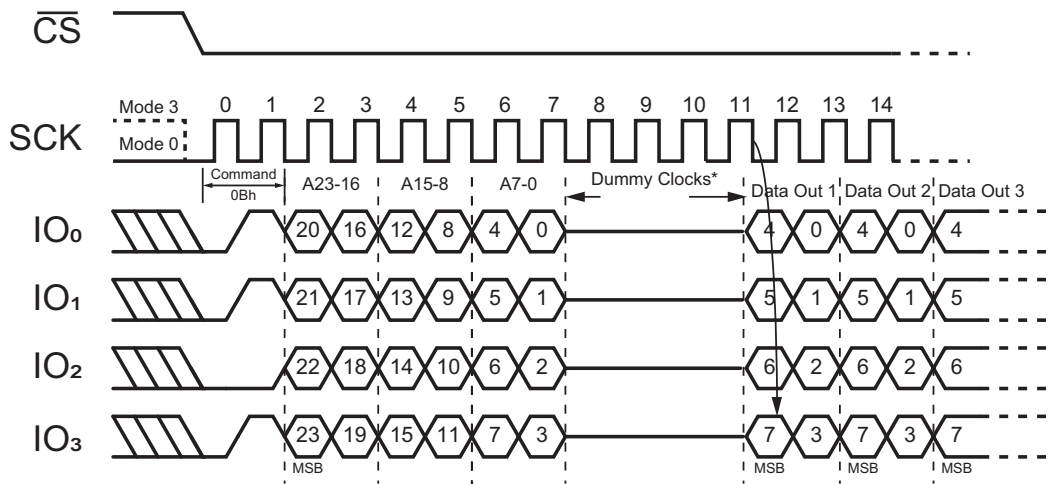 CS
Mode 3
0 1 2 3 4 5 6 7 8 9 10 11 12 13 14
SCK
Mode 0
Command
0Bh
A23-16 A15-8 A7-0 Dummy Clocks* Data Out 1 Data Out 2 Data Out 3
IO₀ 20 16 12 8 4 0 4 0 4 0 4
IO₁ 21 17 13 9 5 1 5 1 5 1 5
IO₂ 22 18 14 10 6 2 6 2 6 2 6
IO₃ 23 19 15 11 7 3 7 3 7 3 7
MSB MSB MSB MSB